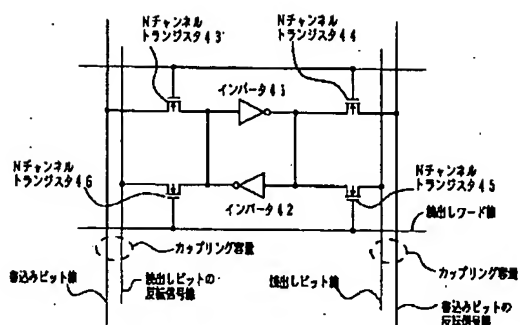 Nチャンネル
トランジスタ43
Nチャンネル
トランジスタ44
インバータ41
Nチャンネル
トランジスタ46
インバータ42
Nチャンネル
トランジスタ45
読出しワード線
カップリング容量
カップリング容量
書込みビット線
読出しビットの
反転信号線
読出しビット線
書込みビットの
反転信号線